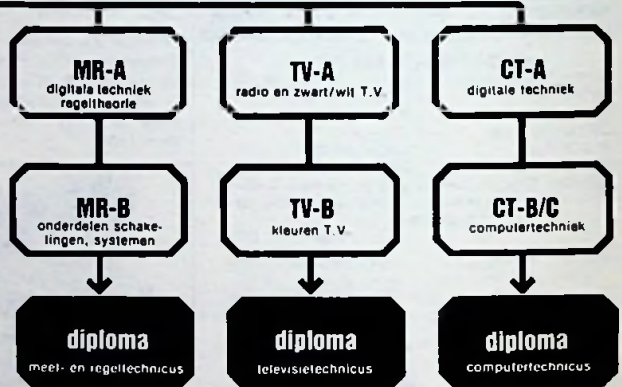 MR-A
digitale techniek
regeltheorie
TV-A
radio en zwart/wit T.V.
CT-A
digitale techniek
MR-B
onderdelen schake-
lingen, systemen
TV-B
kleuren T.V.
CT-B/C
computertechniek
diploma
meet- en regeltechnicus
diploma
televisietechnicus
diploma
computertechnicus